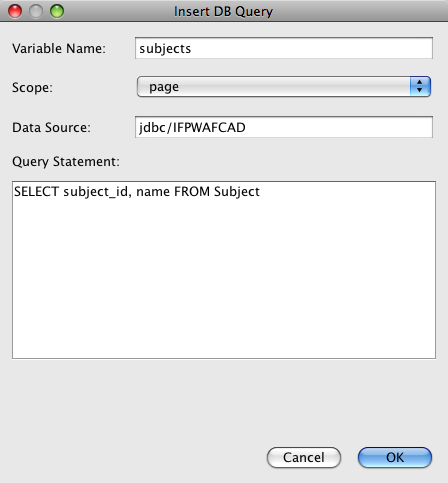 Insert DB Query
Variable Name: subjects
Scope: page
Data Source: jdbc/IFPWAFCAD
Query Statement:
SELECT subject_id, name FROM Subject
Cancel OK